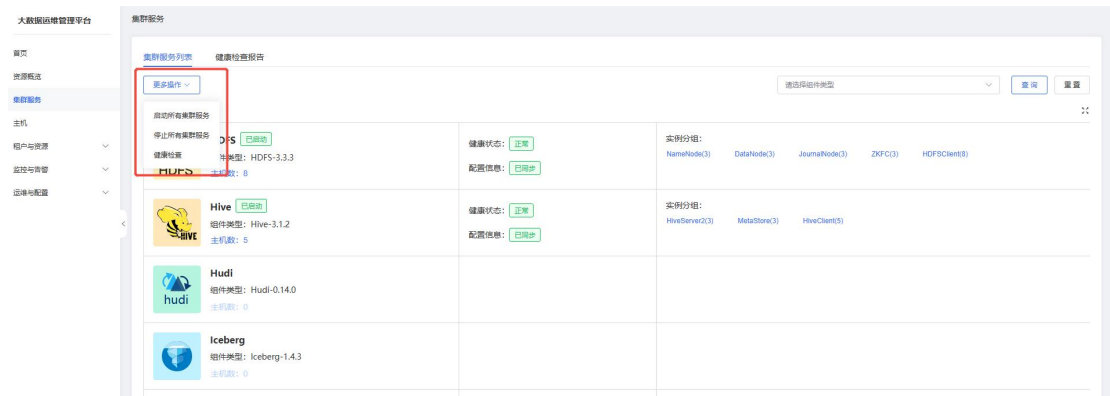 大数据运维管理平台
集群服务
首页
资源概览
集群服务
主机
租户与资源
监控与告警
运维与配置
集群服务列表 健康检查报告
更多操作
请选择组件类型
查询 重置
启动所有集群服务
停止所有集群服务
健康检查
HDFS
已启动
组件类型: HDFS-3.3.3
主机数: 8
健康状态: 正常
配置信息: 已同步
实例分组:
NameNode(3) DataNode(3) JournalNode(3) ZKFC(3) HDFSClient(8)
HIVE
Hive 已启动
组件类型: Hive-3.1.2
主机数: 5
健康状态: 正常
配置信息: 已同步
实例分组:
HiveServer2(3) MetaStore(3) HiveClient(5)
hudi
Hudi
组件类型: Hudi-0.14.0
主机数: 0
Iceberg
组件类型: Iceberg-1.4.3
主机数: 0